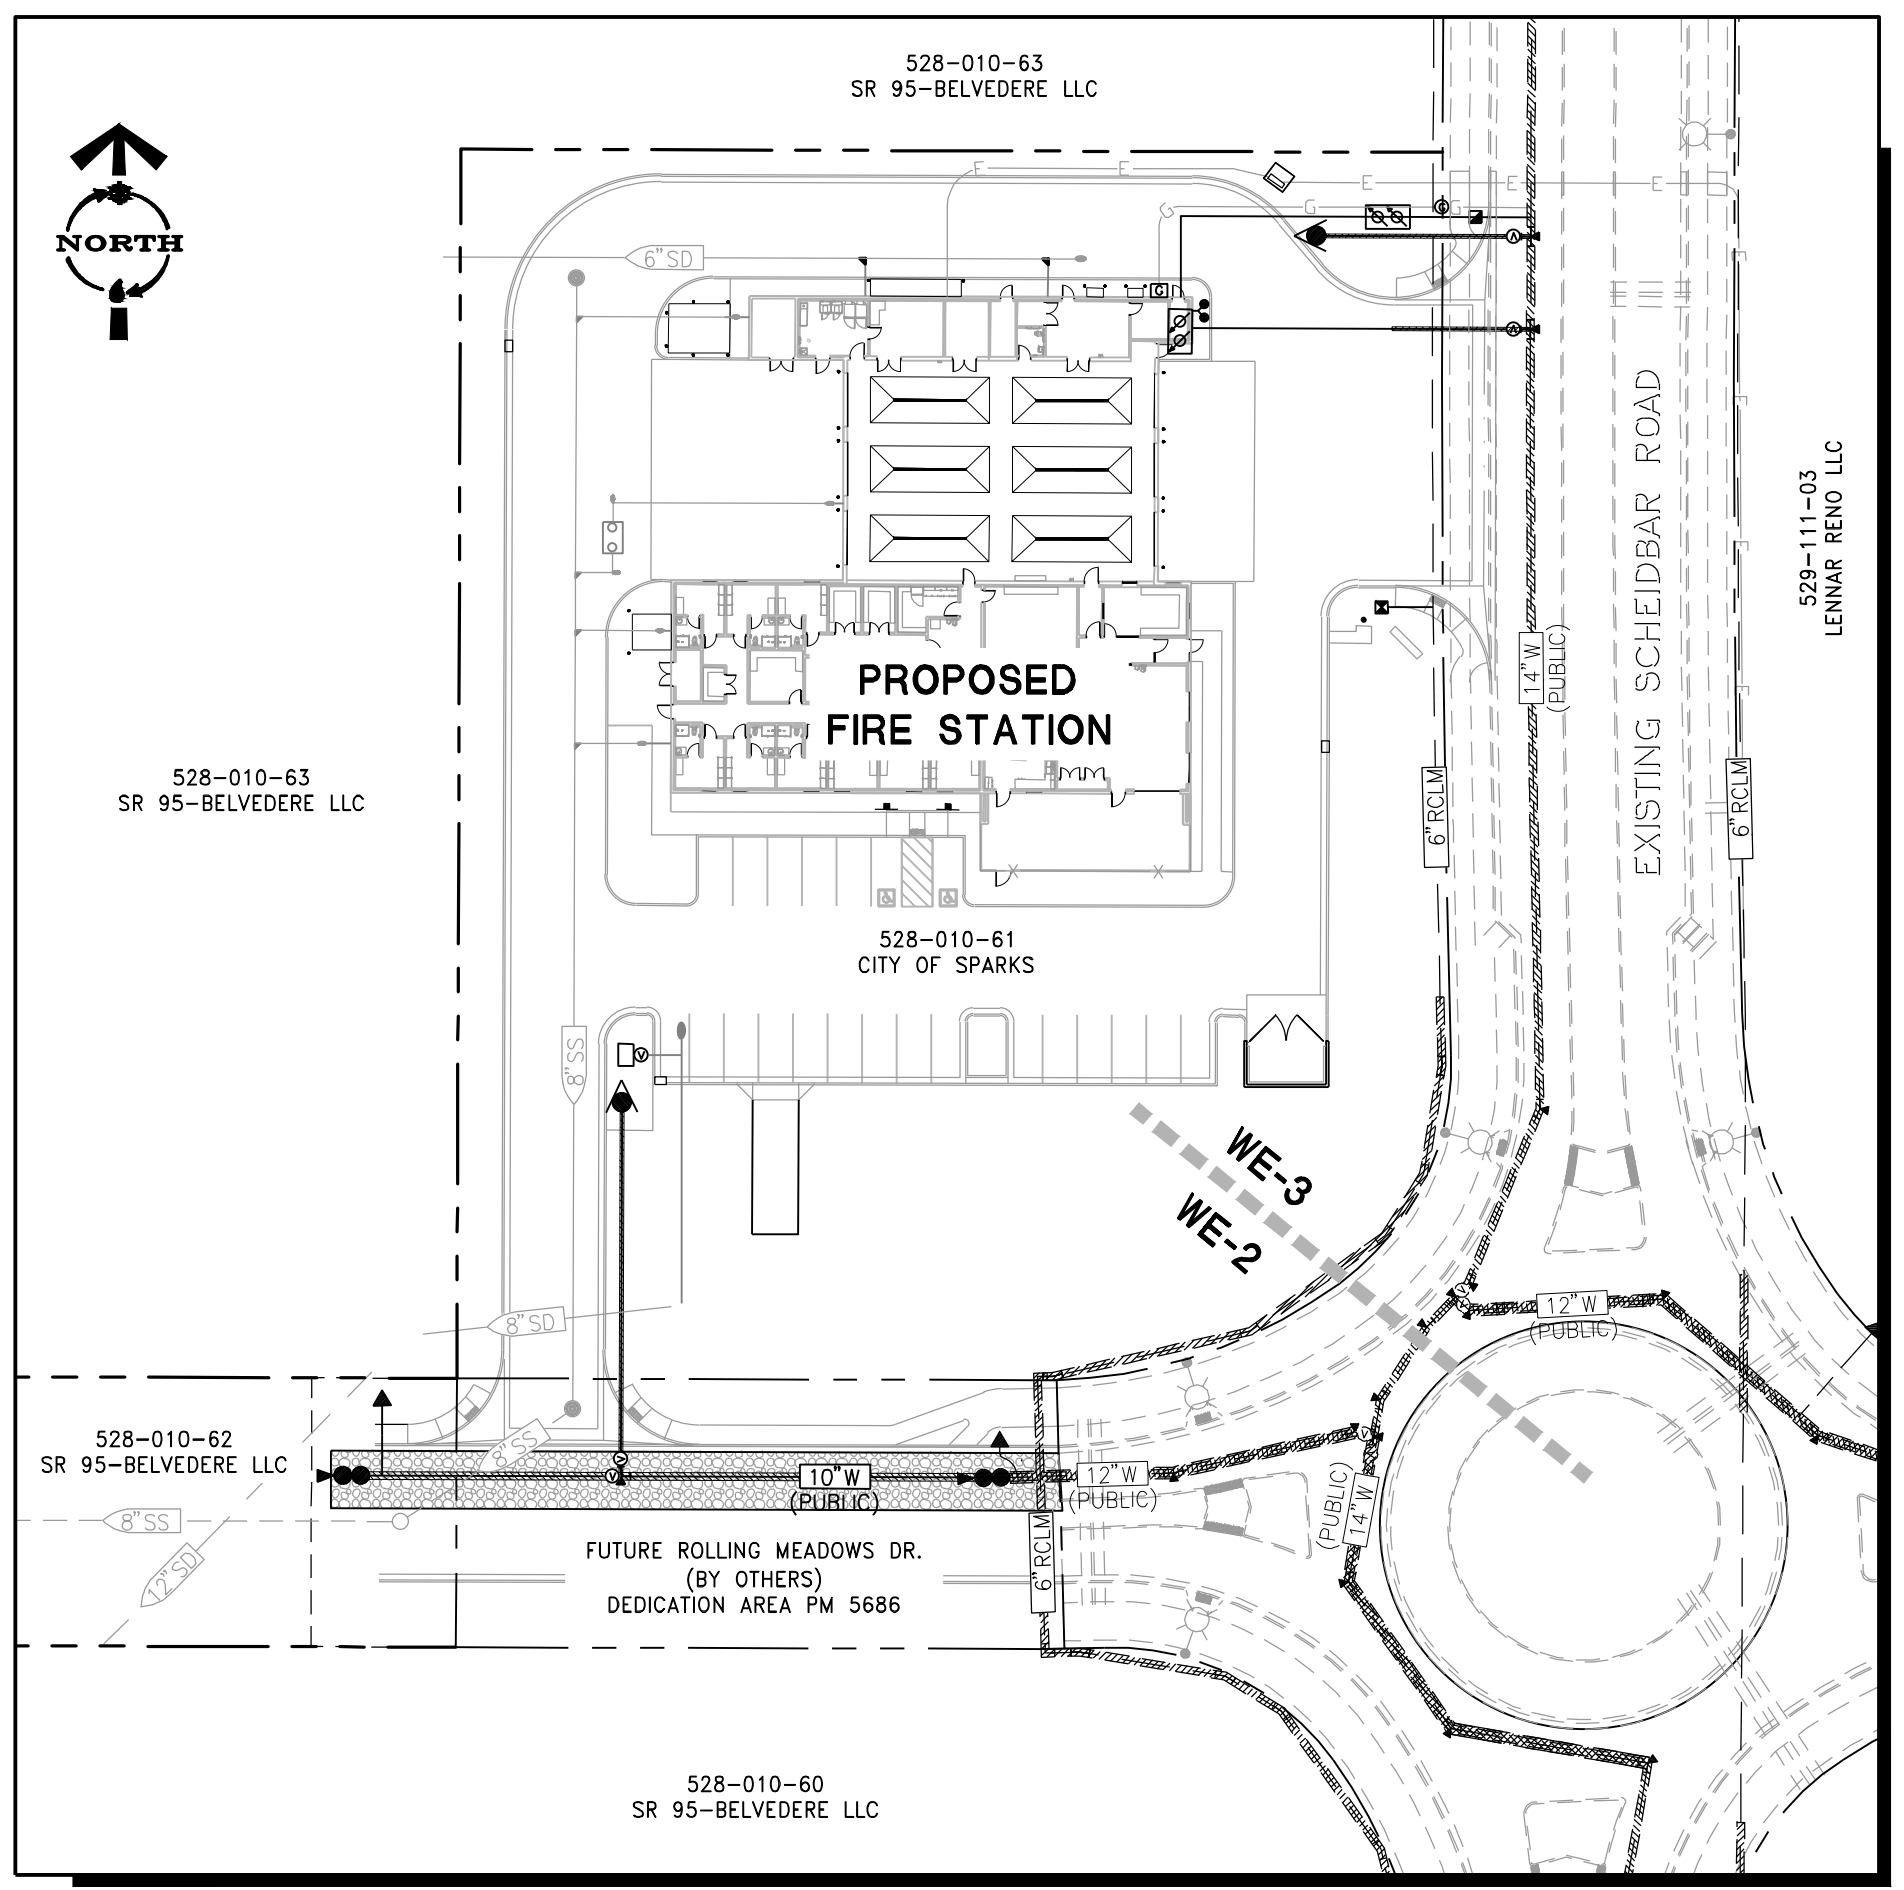 528-010-63
SR 95-BELVEDERE LLC
NORTH
E
E
E
E
E
G
G
G
G
G
6"SD
EXISTING SCHEIDBAR ROAD
529-111-03
LENNAR RENO LLC
14"W
(PUBLIC)
PROPOSED
FIRE STATION
528-010-63
SR 95-BELVEDERE LLC
6"RCLM
6"RCLM
X
X
528-010-61
CITY OF SPARKS
8"SS
V
WE-3
WE-2
8"SD
12"W
(PUBLIC)
528-010-62
SR 95-BELVEDERE LLC
8"SS
10"W
(PUBLIC)
12"W
(PUBLIC)
14"W
(PUBLIC)
8"SS
12"SD
6"RCLM
FUTURE ROLLING MEADOWS DR.
(BY OTHERS)
DEDICATION AREA PM 5686
528-010-60
SR 95-BELVEDERE LLC